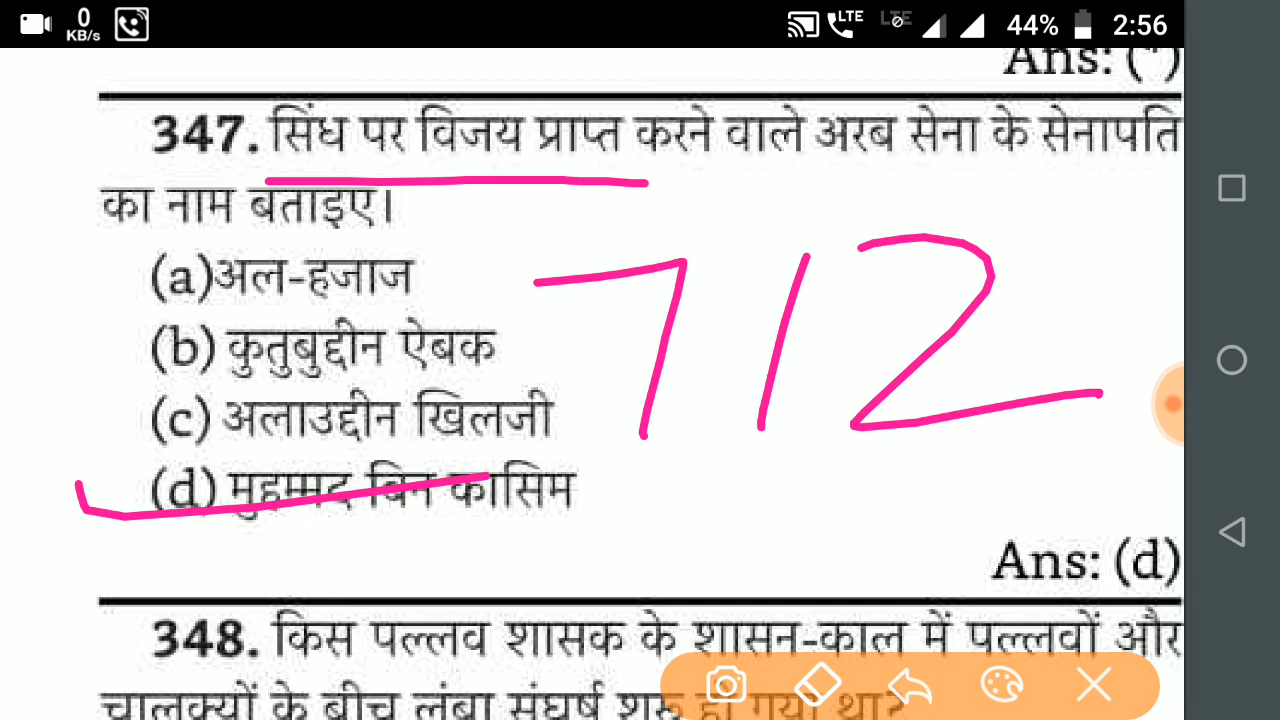 0
KB/s
LTE
LTE
44%
2:56
Ans: (
347. सिंध पर विजय प्राप्त करने वाले अरब सेना के सेनापति
का नाम बताइए।
(a)अल-हजाज
(b) कुतुबुद्दीन ऐबक
(c) अलाउद्दीन खिलजी
(d) मुहम्मद बिन कासिम
712
Ans: (d)
348. किस पल्लव शासक के शासन-काल में पल्लवों और
चालुक्यों के बीच लंबा संघर्ष शुरू हो गया था?